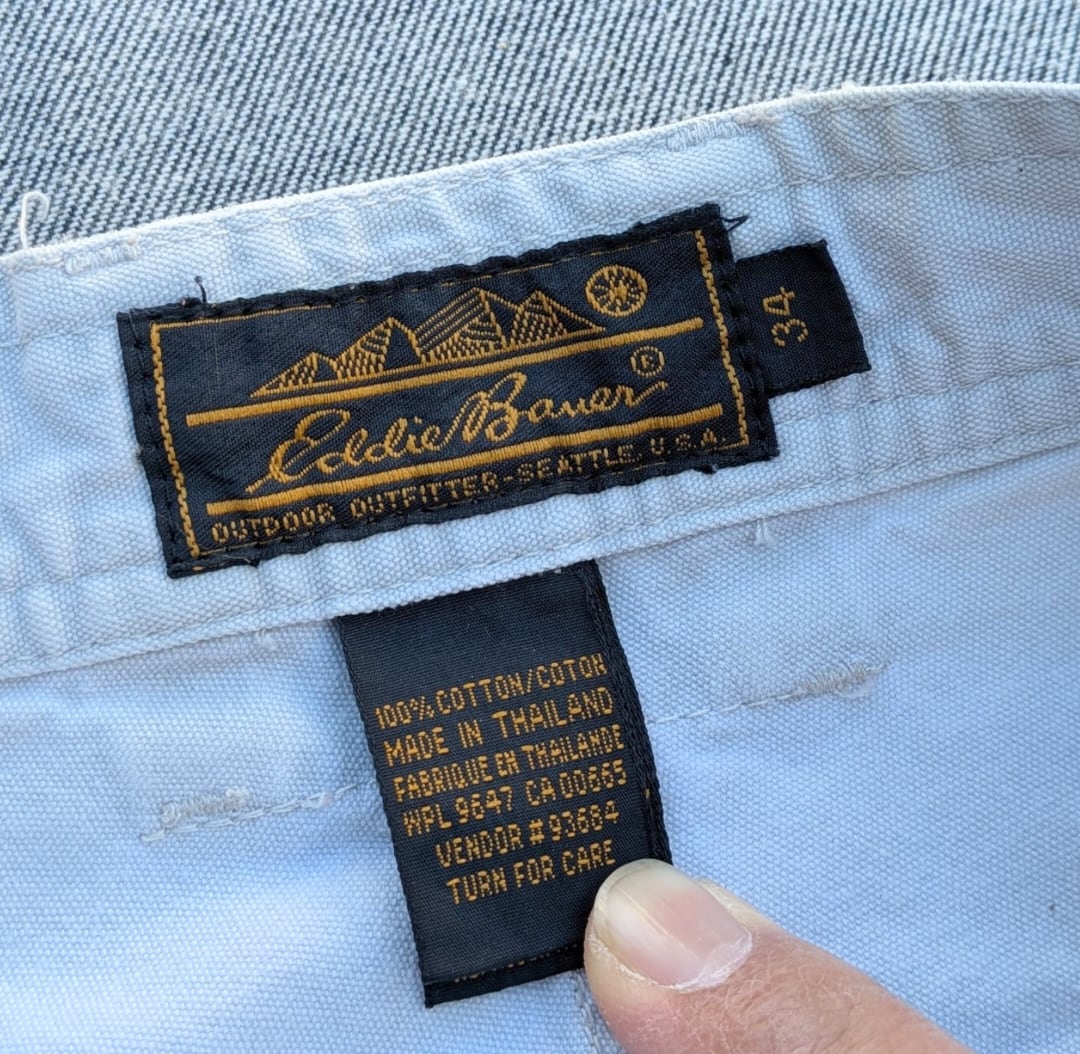 Eddie Bauer ®
OUTDOOR OUTFITTER-SEATTLE, U.S.A.
34
100% COTTON/COTON
MADE IN THAILAND
FABRIQUE EN THAILANDE
WPL 9647 CA 00665
VENDOR #93684
TURN FOR CARE